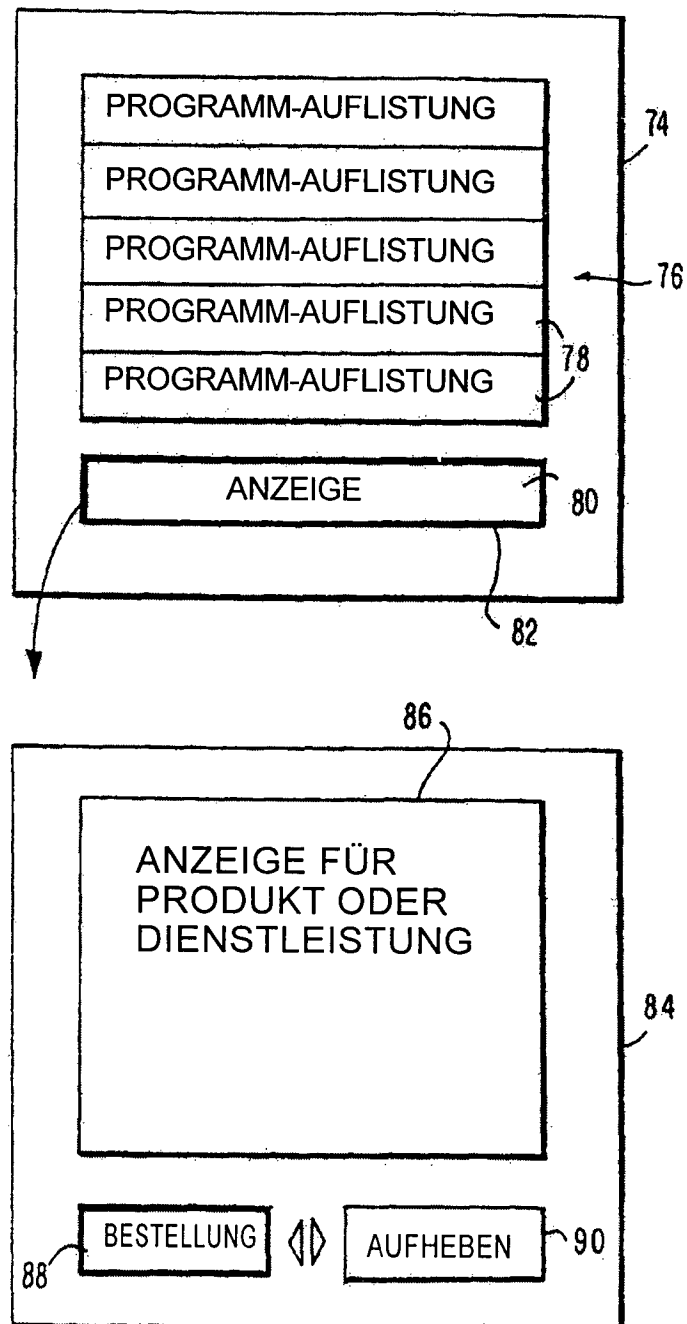 PROGRAMM-AUFLISTUNG
74
PROGRAMM-AUFLISTUNG
PROGRAMM-AUFLISTUNG
76
PROGRAMM-AUFLISTUNG
78
PROGRAMM-AUFLISTUNG
ANZEIGE
80
82
86
ANZEIGE FÜR
PRODUKT ODER
DIENSTLEISTUNG
84
BESTELLUNG
AUFHEBEN
90
88